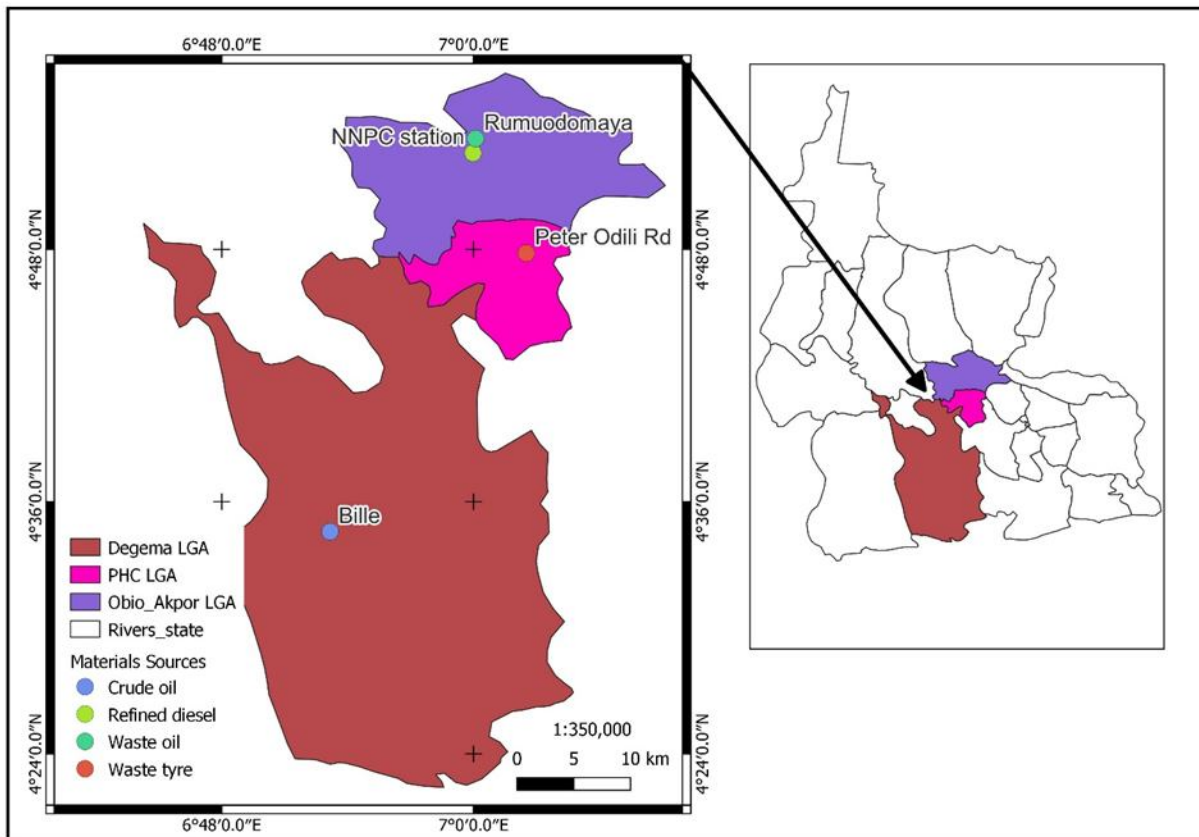 6°48′0.0″E
7°0′0.0″E
Rumuodomaya
NNPC station
4°48′0.0″N
Peter Odili Rd
4°48′0.0″N
4°36′0.0″N
Bille
4°36′0.0″N
Degema LGA
PHC LGA
Obio_Akpor LGA
Rivers_state
Materials Sources
Crude oil
Refined diesel
Waste oil
Waste tyre
1:350,000
0 5 10 km
4°24′0.0″N
4°24′0.0″N
6°48′0.0″E
7°0′0.0″E